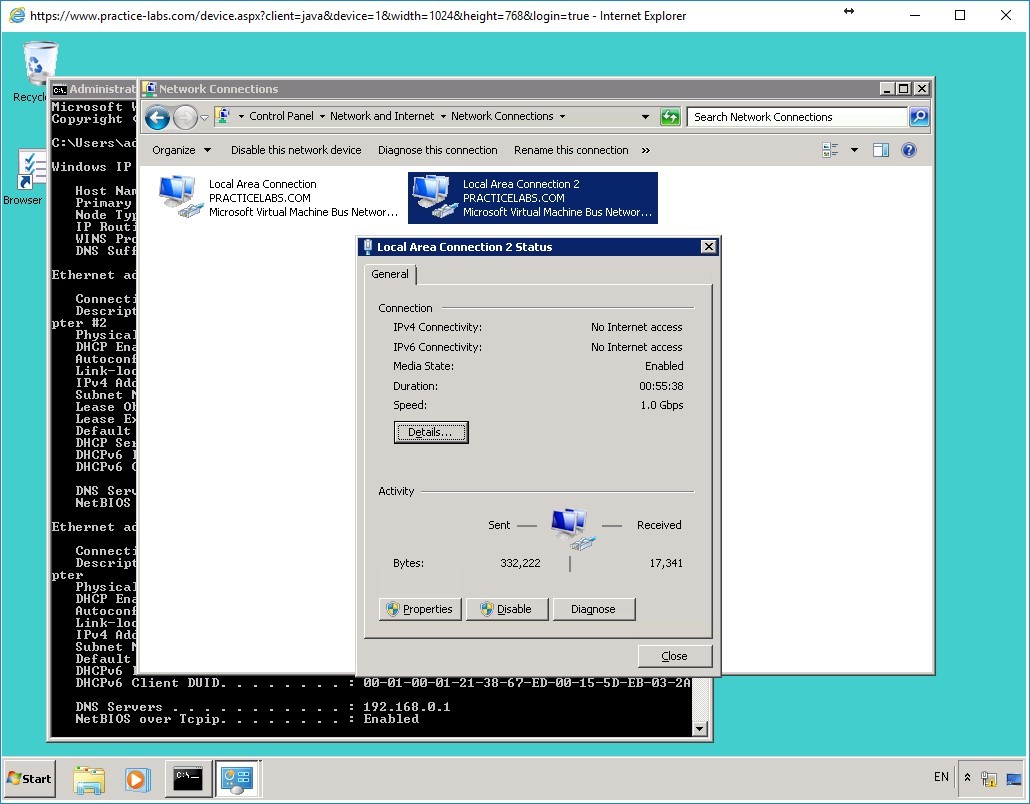 https://www.practice-labs.com/device.aspx?client=java&device=1&width=1024&height=768&login=true - Internet Explorer
Recycl
Browser
Administrat
Microsoft W
Copyright
C:\Users\ad
Windows IP
Host Nam
Primary
Node Typ
IP Routi
WINS Pro
DNS Suff
Ethernet ad
Connecti
Descript
pter #2
Physical
DHCP Ena
Autoconf
Link-loc
IPv4 Add
Subnet M
Lease Ob
Lease Ex
Default
DHCP Ser
DHCPv6 I
DHCPv6 C
DNS Serv
NetBIOS
Ethernet ad
Connecti
Descript
pter
Physical
DHCP Ena
Autoconf
Link-loc
IPv4 Add
Subnet M
Default
DHCPv6 I
DHCPv6 Client DUID. . . . . . . . : 00-01-00-01-21-38-67-ED-00-15-5D-EB-03-2A
DNS Servers . . . . . . . . . . . : 192.168.0.1
NetBIOS over Tcpip. . . . . . . . : Enabled
Network Connections
Control Panel Network and Internet Network Connections
Search Network Connections
Organize Disable this network device Diagnose this connection Rename this connection »
Local Area Connection
PRACTICELABS.COM
Microsoft Virtual Machine Bus Networ...
Local Area Connection 2
PRACTICELABS.COM
Microsoft Virtual Machine Bus Networ...
Local Area Connection 2 Status
General
Connection
IPv4 Connectivity: No Internet access
IPv6 Connectivity: No Internet access
Media State: Enabled
Duration: 00:55:38
Speed: 1.0 Gbps
Details...
Activity
Sent Received
Bytes: 332,222 17,341
Properties Disable Diagnose
Close
Start
EN